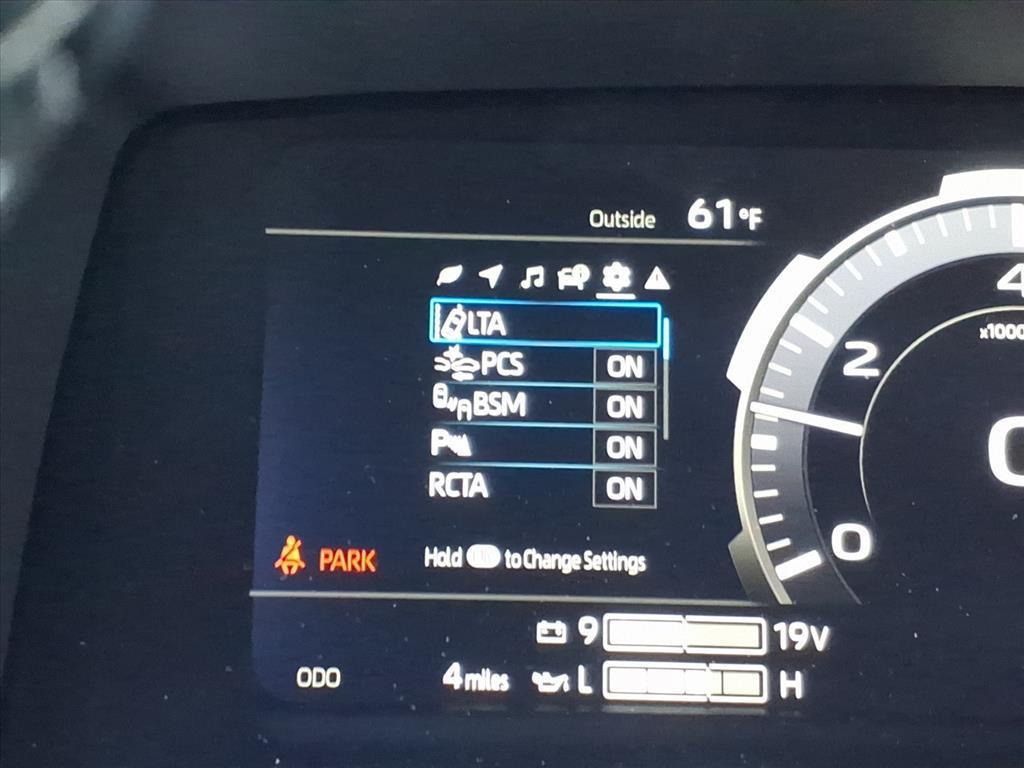 Outside 61°F
LTA
PCS ON
BSM ON
P ON
RCTA ON
Hold to Change Settings
PARK
9 19V
ODO 4 miles L H
4
x1000
2
0